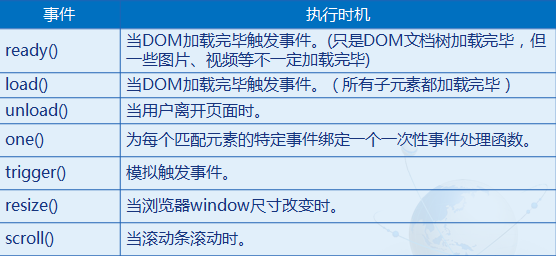 事件 执行时机
ready() 当DOM加载完毕触发事件。(只是DOM文档树加载完毕，但
一些图片、视频等不一定加载完毕)
load() 当DOM加载完毕触发事件。（所有子元素都加载完毕）
unload() 当用户离开页面时。
one() 为每个匹配元素的特定事件绑定一个一次性事件处理函数。
trigger() 模拟触发事件。
resize() 当浏览器window尺寸改变时。
scroll() 当滚动条滚动时。